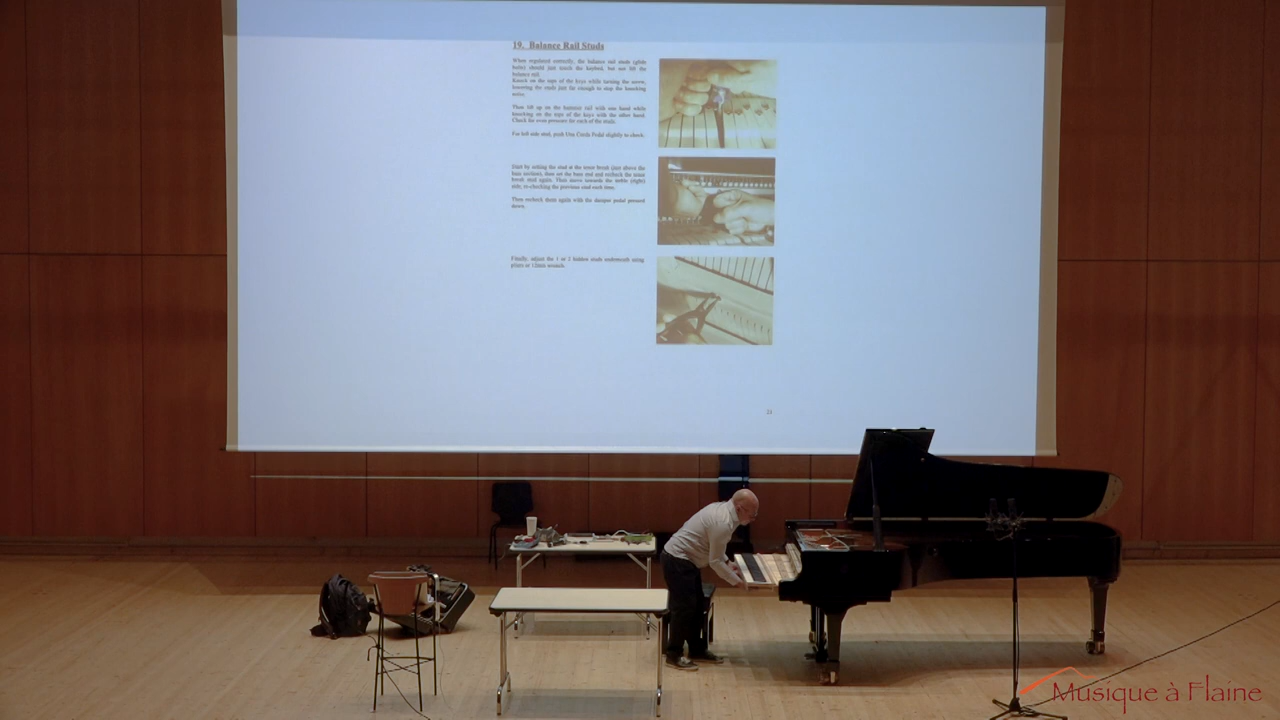 19. Balance Rail Studs
When regulated correctly, the balance rail studs (glide
bolts) should just touch the keybed, but not lift the
balance rail.
Knock on the tops of the keys while turning the screw,
lowering the studs just far enough to stop the knocking
noise.
Then lift up on the hammer rail with one hand while
knocking on the tops of the keys with the other hand.
Check for even pressure for each of the studs.
For left side stud, push Una Corda Pedal slightly to check.
Start by setting the stud at the tenor break (just above the
bass section), then set the bass end and recheck the tenor
break stud again. Then move towards the treble (right)
side, re-checking the previous stud each time.
Then recheck them again with the damper pedal pressed
down.
Finally, adjust the 1 or 2 hidden studs underneath using
pliers or 12mm wrench.
21
Musique à Flaine